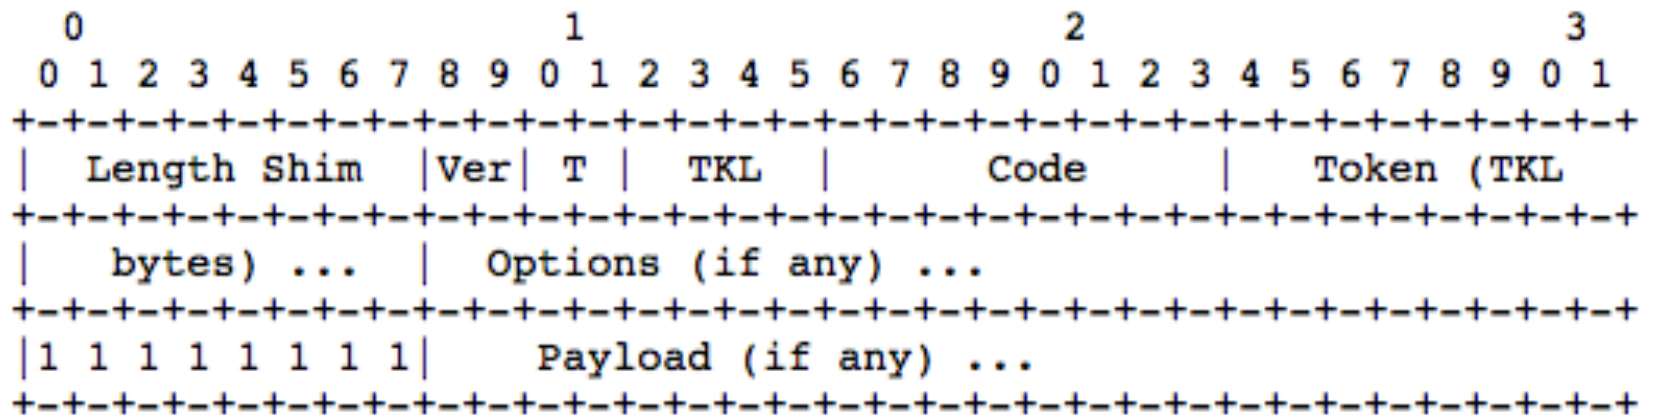 0                   1                   2                   3
 0 1 2 3 4 5 6 7 8 9 0 1 2 3 4 5 6 7 8 9 0 1 2 3 4 5 6 7 8 9 0 1
+-+-+-+-+-+-+-+-+-+-+-+-+-+-+-+-+-+-+-+-+-+-+-+-+-+-+-+-+-+-+-+-+
|  Length Shim  |Ver| T |  TKL  |      Code     |   Token (TKL
+-+-+-+-+-+-+-+-+-+-+-+-+-+-+-+-+-+-+-+-+-+-+-+-+-+-+-+-+-+-+-+-+
|   bytes) ...  |  Options (if any) ...
+-+-+-+-+-+-+-+-+-+-+-+-+-+-+-+-+-+-+-+-+-+-+-+-+-+-+-+-+-+-+-+-+
|1 1 1 1 1 1 1 1|    Payload (if any) ...
+-+-+-+-+-+-+-+-+-+-+-+-+-+-+-+-+-+-+-+-+-+-+-+-+-+-+-+-+-+-+-+-+